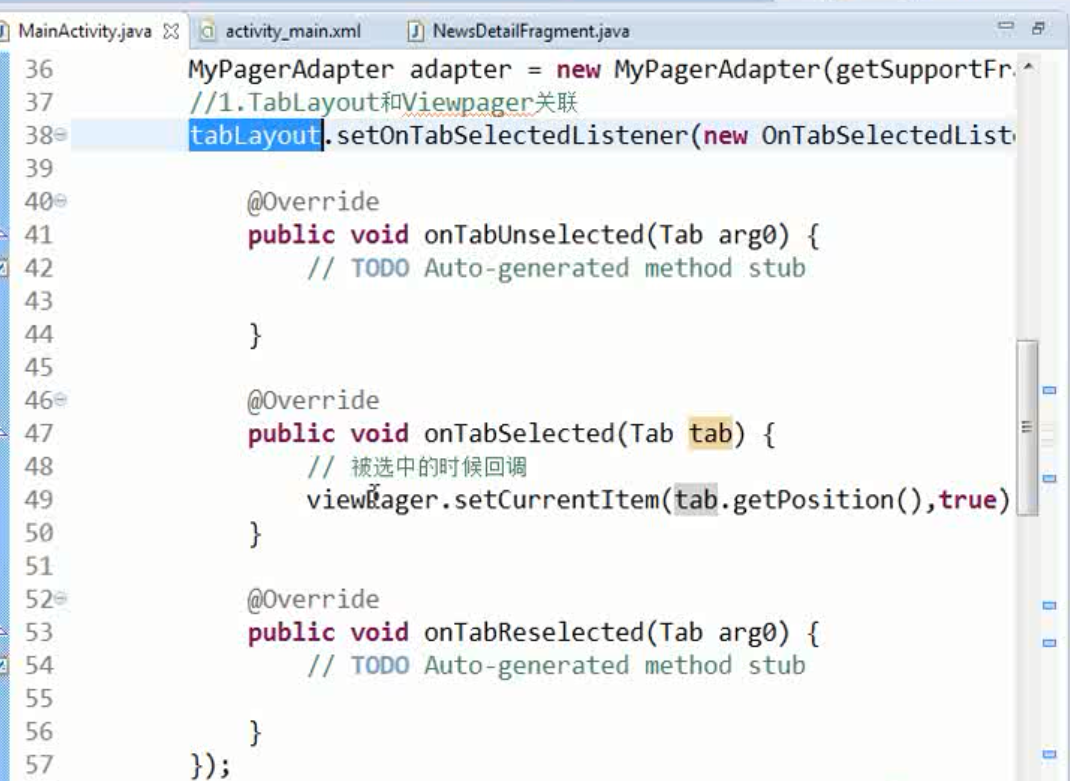 MainActivity.java activity_main.xml NewsDetailFragment.java
36 MyPagerAdapter adapter = new MyPagerAdapter(getSupportFr
37 //1.TabLayout和Viewpager关联
38 tabLayout.setOnTabSelectedListener(new OnTabSelectedList
39
40 @Override
41 public void onTabUnselected(Tab arg0) {
42 // TODO Auto-generated method stub
43
44 }
45
46 @Override
47 public void onTabSelected(Tab tab) {
48 // 被选中的时候回调
49 viewPager.setCurrentItem(tab.getPosition(),true)
50 }
51
52 @Override
53 public void onTabReselected(Tab arg0) {
54 // TODO Auto-generated method stub
55
56 }
57 });